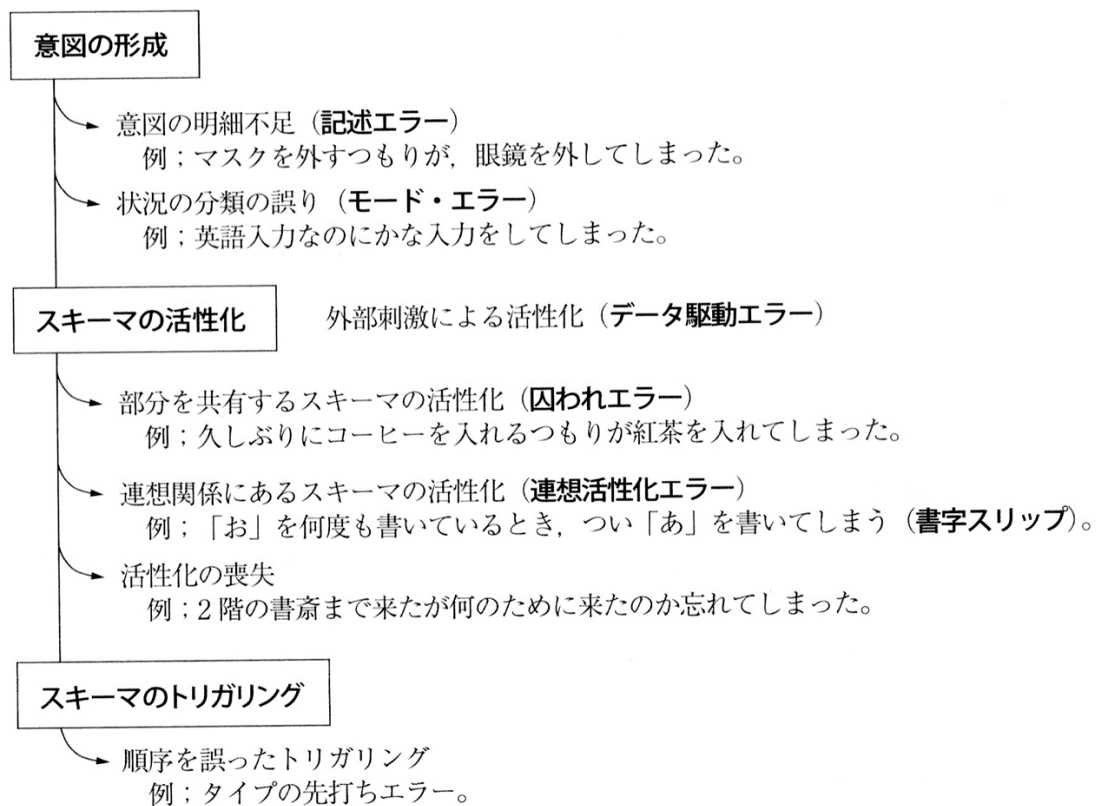 意図の形成
意図の明細不足（記述エラー）
例；マスクを外すつもりが，眼鏡を外してしまった。
状況の分類の誤り（モード・エラー）
例；英語入力なのにかな入力をしてしまった。
スキーマの活性化　外部刺激による活性化（データ駆動エラー）
部分を共有するスキーマの活性化（囚われエラー）
例；久しぶりにコーヒーを入れるつもりが紅茶を入れてしまった。
連想関係にあるスキーマの活性化（連想活性化エラー）
例；「お」を何度も書いているとき，つい「あ」を書いてしまう（書字スリップ）。
活性化の喪失
例；2階の書斎まで来たが何のために来たのか忘れてしまった。
スキーマのトリガリング
順序を誤ったトリガリング
例；タイプの先打ちエラー。